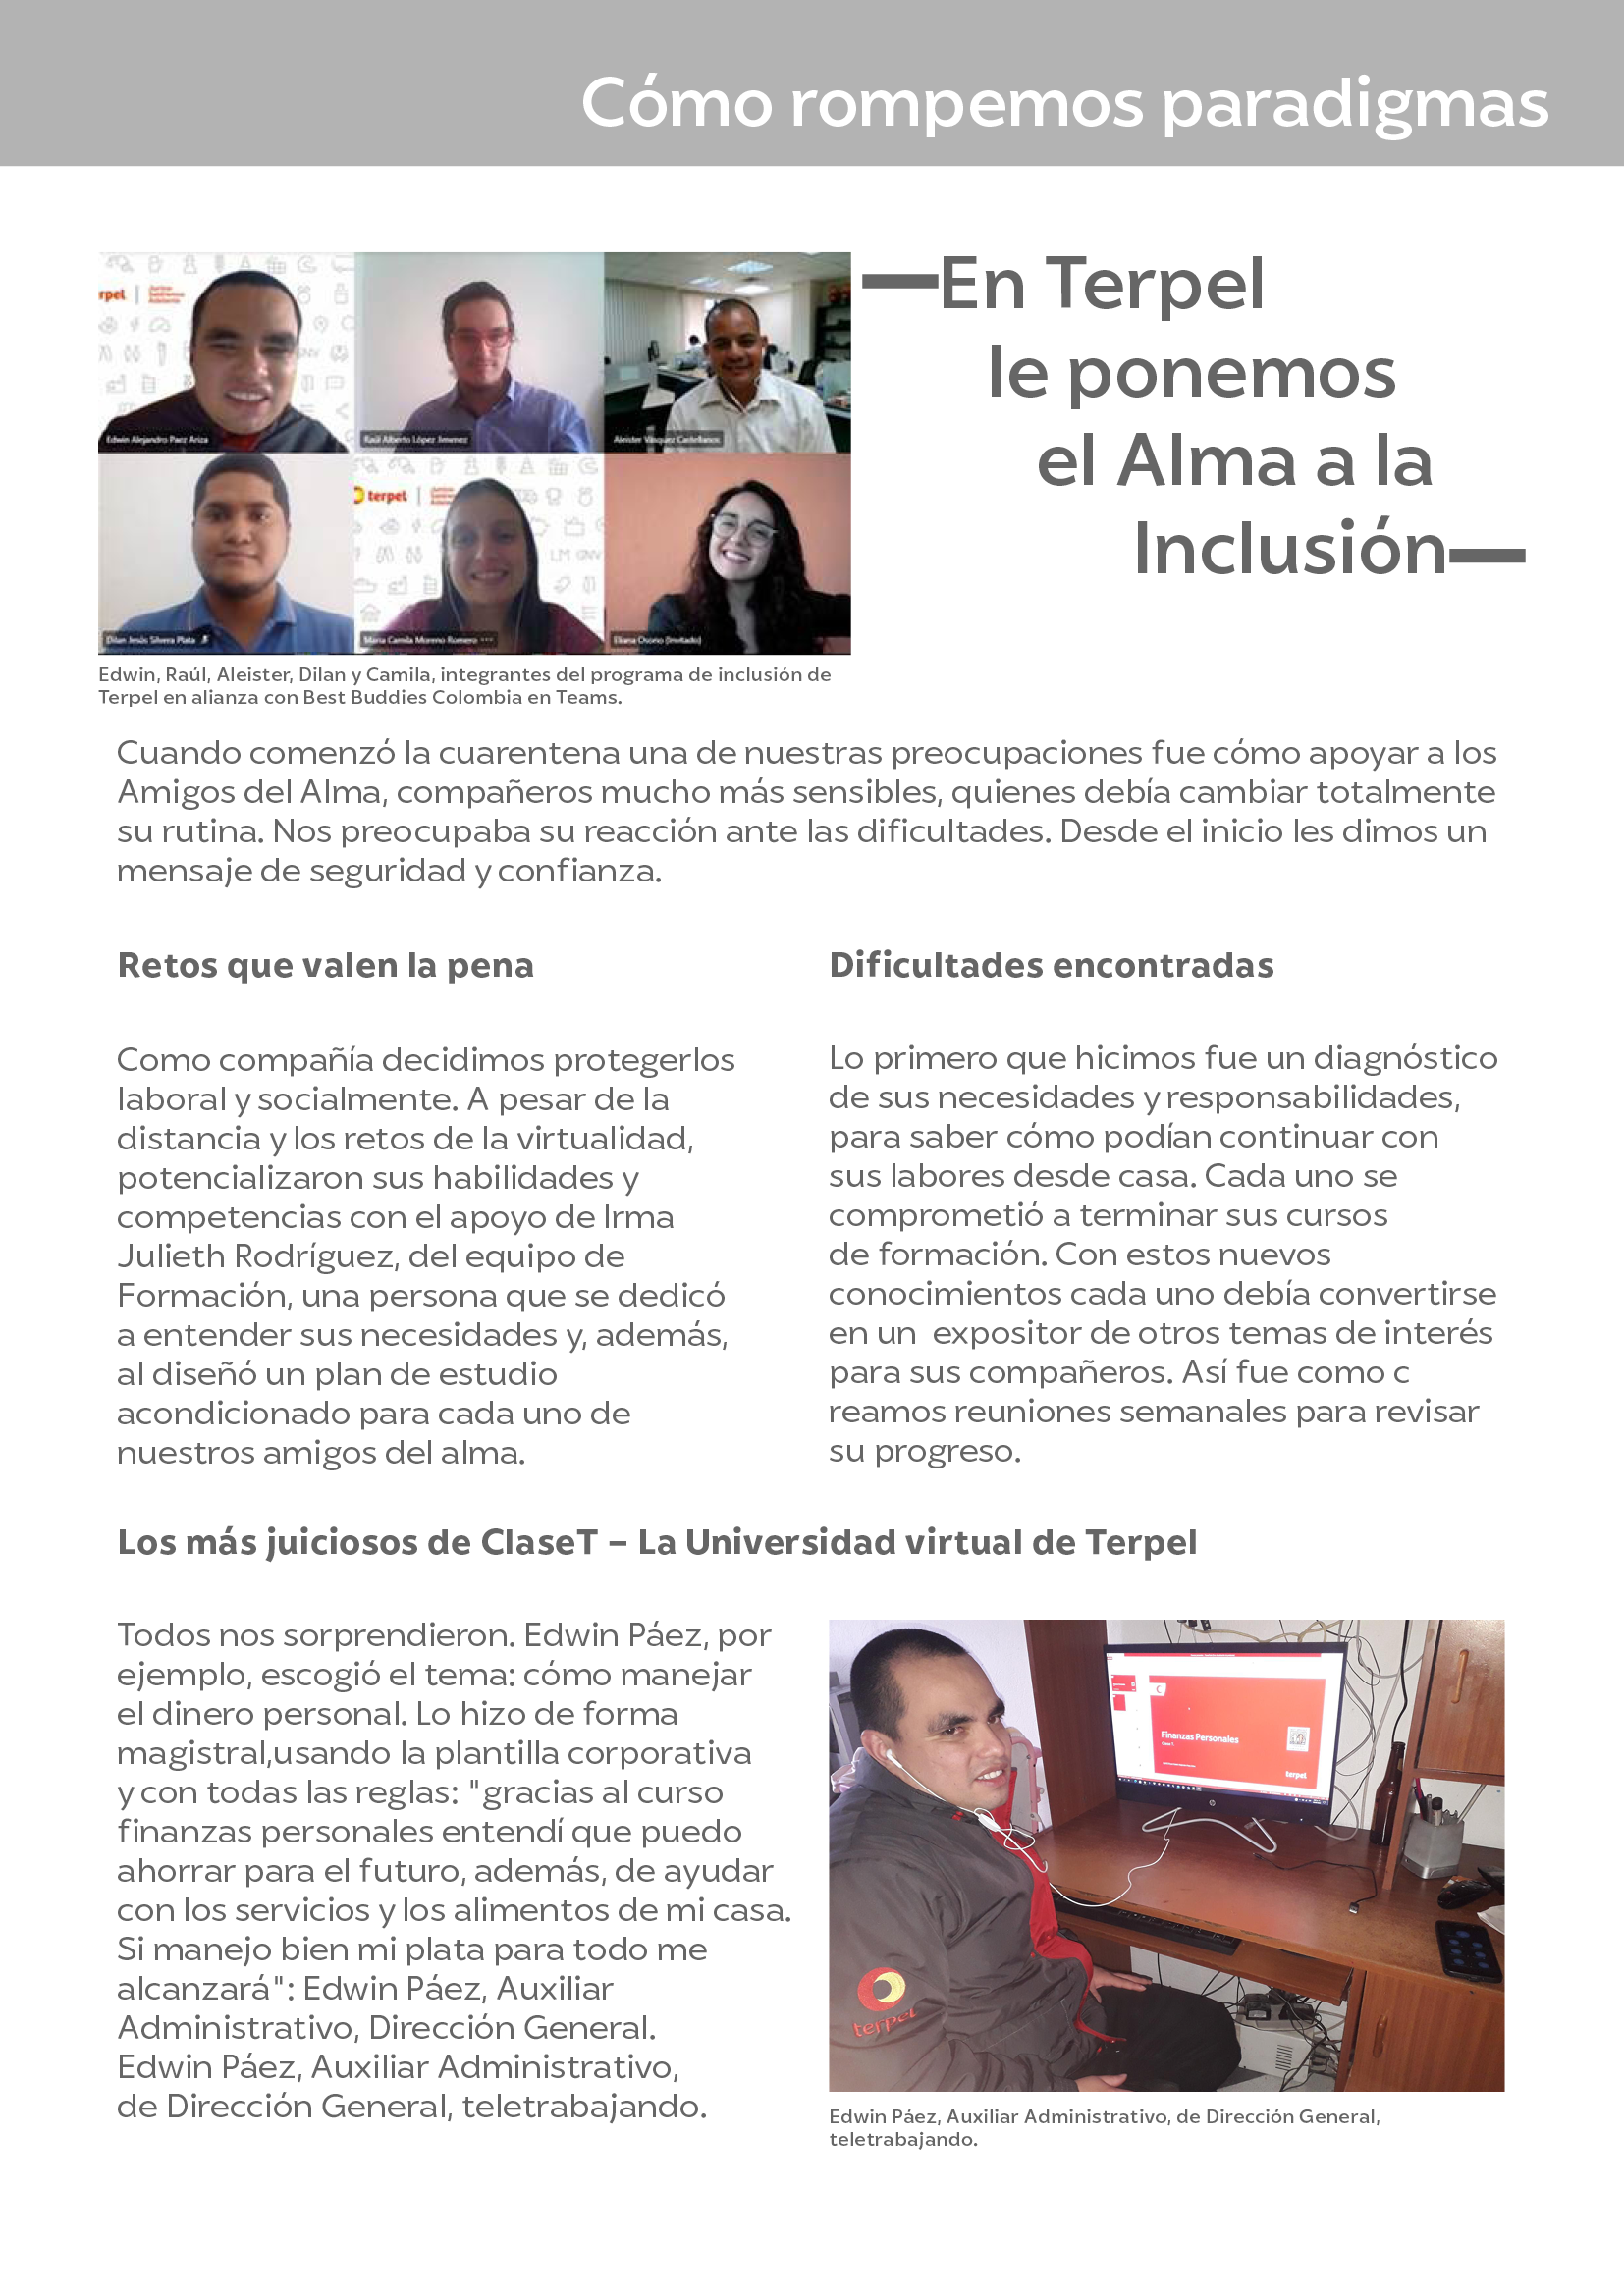 Cómo rompemos paradigmas
En Terpel
le ponemos
el Alma a la
Inclusión
rpel
Edwin Alejandro Paez Ariza
Raúl Alberto López Jimenez
Aleister Vásquez Castellanos
terpel
LM GNV
Dilan Jesús Silvera Plata
Maria Camila Moreno Romero ···
Eliana Osorio (Invitado)
Edwin, Raúl, Aleister, Dilan y Camila, integrantes del programa de inclusión de
Terpel en alianza con Best Buddies Colombia en Teams.
Cuando comenzó la cuarentena una de nuestras preocupaciones fue cómo apoyar a los
Amigos del Alma, compañeros mucho más sensibles, quienes debía cambiar totalmente
su rutina. Nos preocupaba su reacción ante las dificultades. Desde el inicio les dimos un
mensaje de seguridad y confianza.
Retos que valen la pena
Como compañía decidimos protegerlos
laboral y socialmente. A pesar de la
distancia y los retos de la virtualidad,
potencializaron sus habilidades y
competencias con el apoyo de Irma
Julieth Rodríguez, del equipo de
Formación, una persona que se dedicó
a entender sus necesidades y, además,
al diseñó un plan de estudio
acondicionado para cada uno de
nuestros amigos del alma.
Dificultades encontradas
Lo primero que hicimos fue un diagnóstico
de sus necesidades y responsabilidades,
para saber cómo podían continuar con
sus labores desde casa. Cada uno se
comprometió a terminar sus cursos
de formación. Con estos nuevos
conocimientos cada uno debía convertirse
en un  expositor de otros temas de interés
para sus compañeros. Así fue como c
reamos reuniones semanales para revisar
su progreso.
Los más juiciosos de ClaseT – La Universidad virtual de Terpel
Todos nos sorprendieron. Edwin Páez, por
ejemplo, escogió el tema: cómo manejar
el dinero personal. Lo hizo de forma
magistral,usando la plantilla corporativa
y con todas las reglas: "gracias al curso
finanzas personales entendí que puedo
ahorrar para el futuro, además, de ayudar
con los servicios y los alimentos de mi casa.
Si manejo bien mi plata para todo me
alcanzará": Edwin Páez, Auxiliar
Administrativo, Dirección General.
Edwin Páez, Auxiliar Administrativo,
de Dirección General, teletrabajando.
Finanzas Personales
terpel
terpel
Edwin Páez, Auxiliar Administrativo, de Dirección General,
teletrabajando.